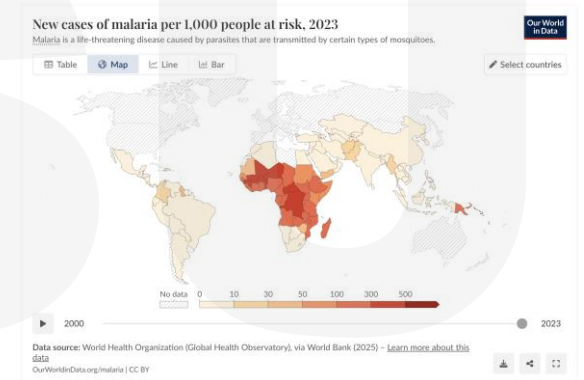 New cases of malaria per 1,000 people at risk, 2023
Our World
in Data
Malaria is a life-threatening disease caused by parasites that are transmitted by certain types of mosquitoes.
Table Map Line Bar Select countries
No data 0 10 30 50 100 300 500
2000 2023
Data source: World Health Organization (Global Health Observatory), via World Bank (2025) – Learn more about this
data
OurWorldinData.org/malaria | CC BY